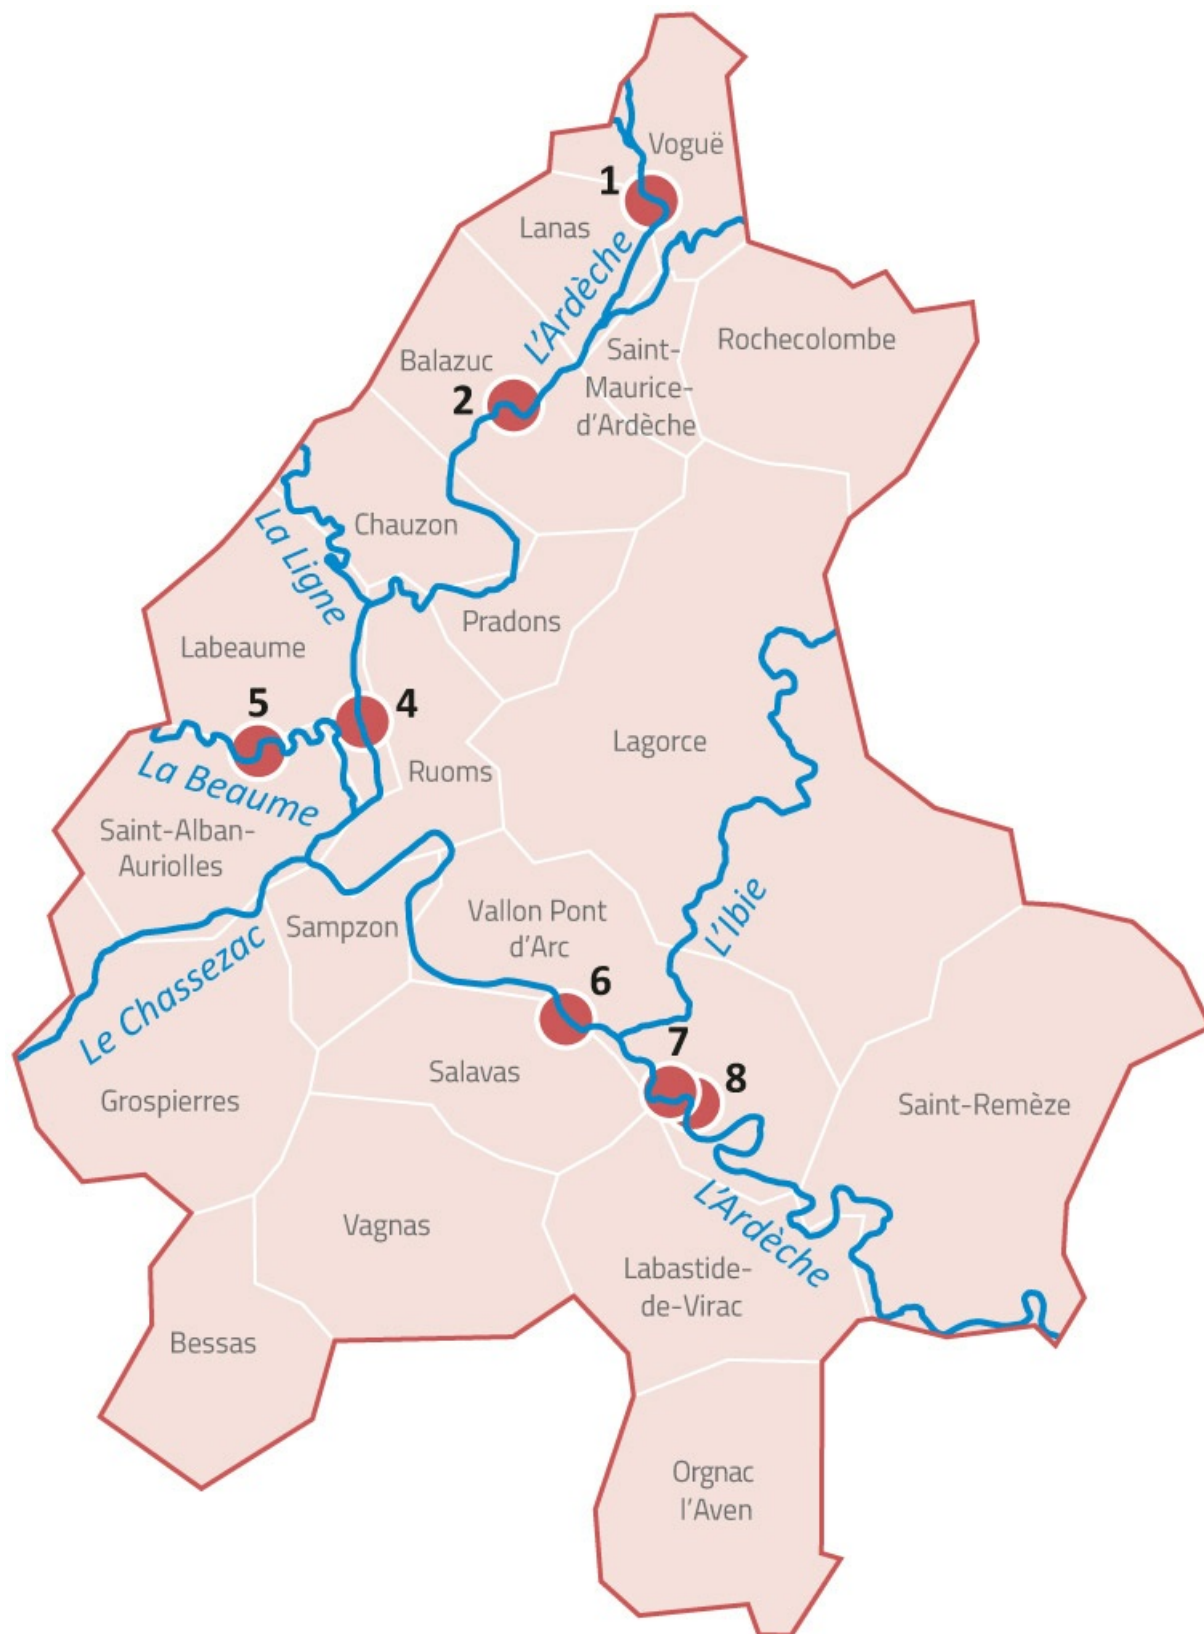 Voguë
1
Lanas
L'Ardèche
Rochecolombe
Saint-
Maurice-
d'Ardèche
Balazuc
2
Chauzon
La Ligne
Pradons
Labeaume
5
4
Lagorce
Ruoms
La Beaume
Saint-Alban-
Auriolles
Vallon Pont
d'Arc
L'Ibie
Sampzon
Le Chassezac
6
7
8
Salavas
Grospierres
Saint-Remèze
L'Ardèche
Vagnas
Labastide-
de-Virac
Bessas
Orgnac
l'Aven